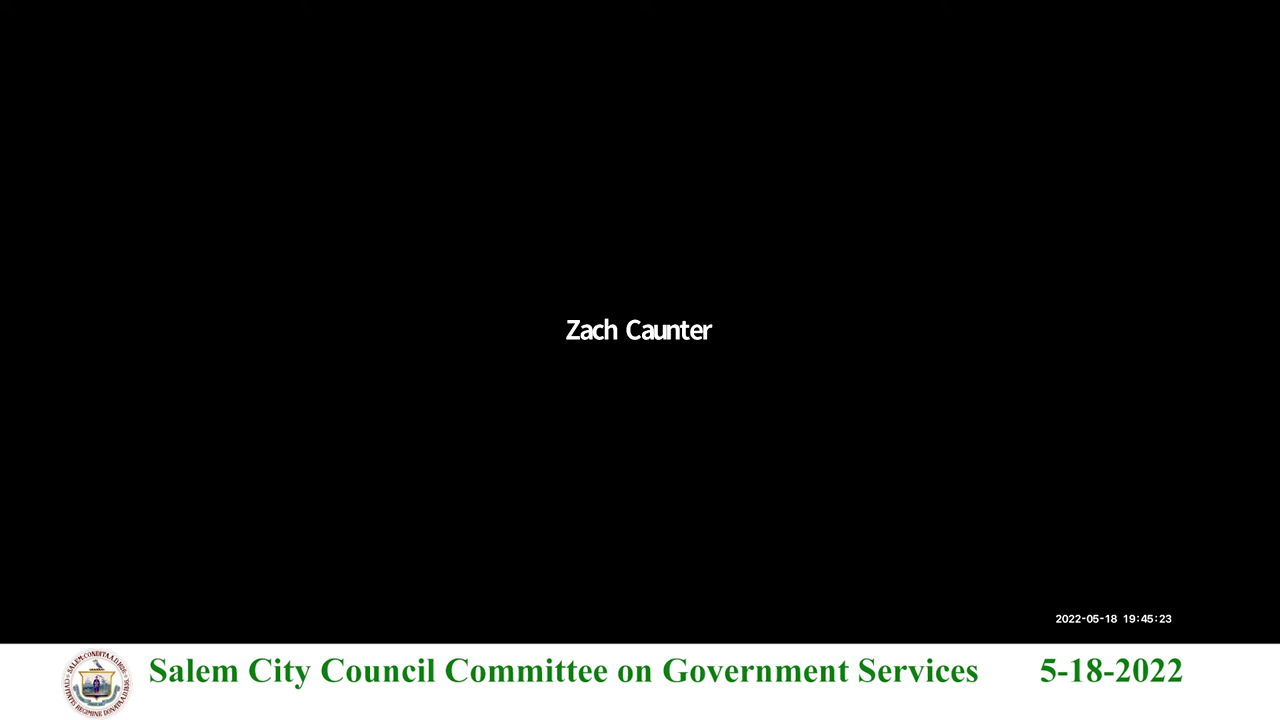 Zach Caunter
2022-05-18 19:45:23
Salem City Council Committee on Government Services 5-18-2022